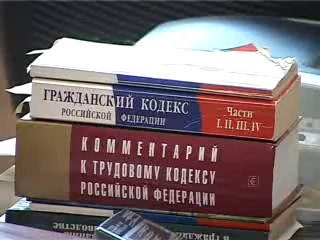 ГРАЖДАНСКИЙ КОДЕКС
РОССИЙСКОЙ ФЕДЕРАЦИИ
Части
I, II, III, IV
КОММЕНТАРИЙ
К ТРУДОВОМУ КОДЕКСУ
РОССИЙСКОЙ ФЕДЕРАЦИИ